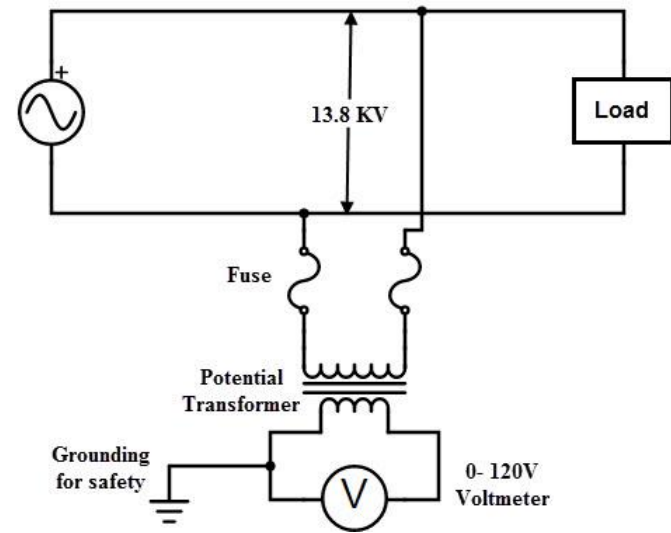 +
13.8 KV
Load
Fuse
Potential
Transformer
Grounding
for safety
V
0- 120V
Voltmeter